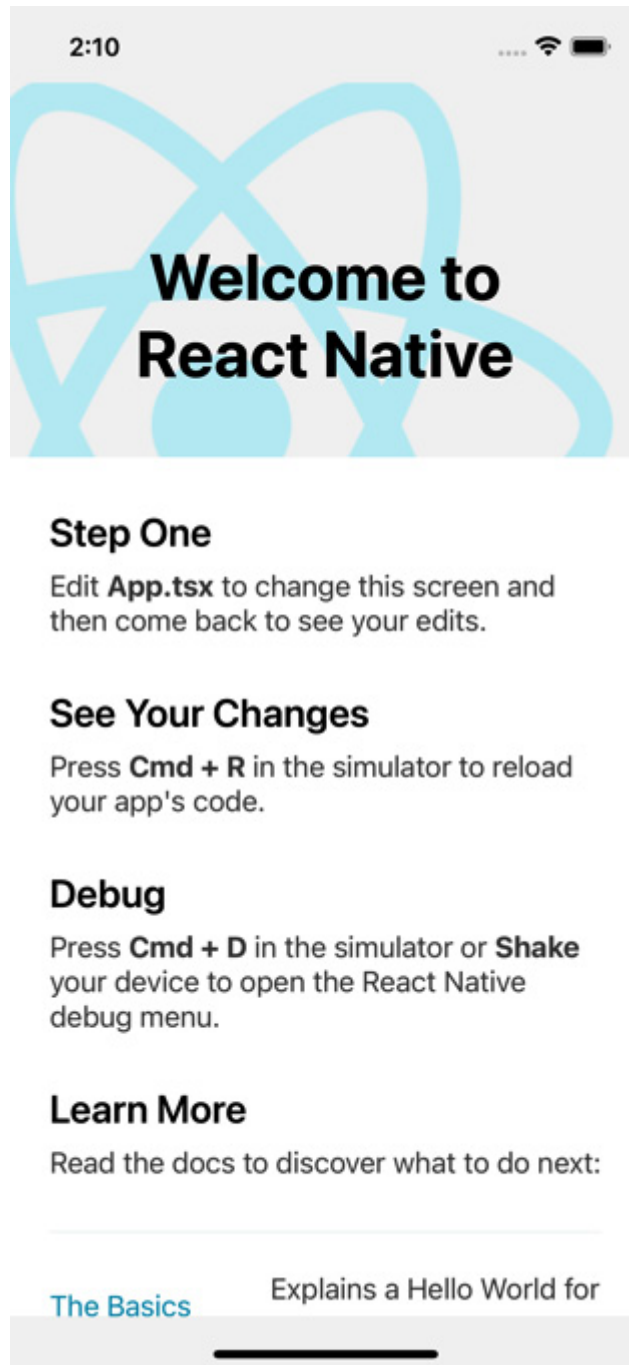 2:10
Welcome to
React Native
Step One
Edit App.tsx to change this screen and
then come back to see your edits.
See Your Changes
Press Cmd + R in the simulator to reload
your app's code.
Debug
Press Cmd + D in the simulator or Shake
your device to open the React Native
debug menu.
Learn More
Read the docs to discover what to do next:
The Basics
Explains a Hello World for